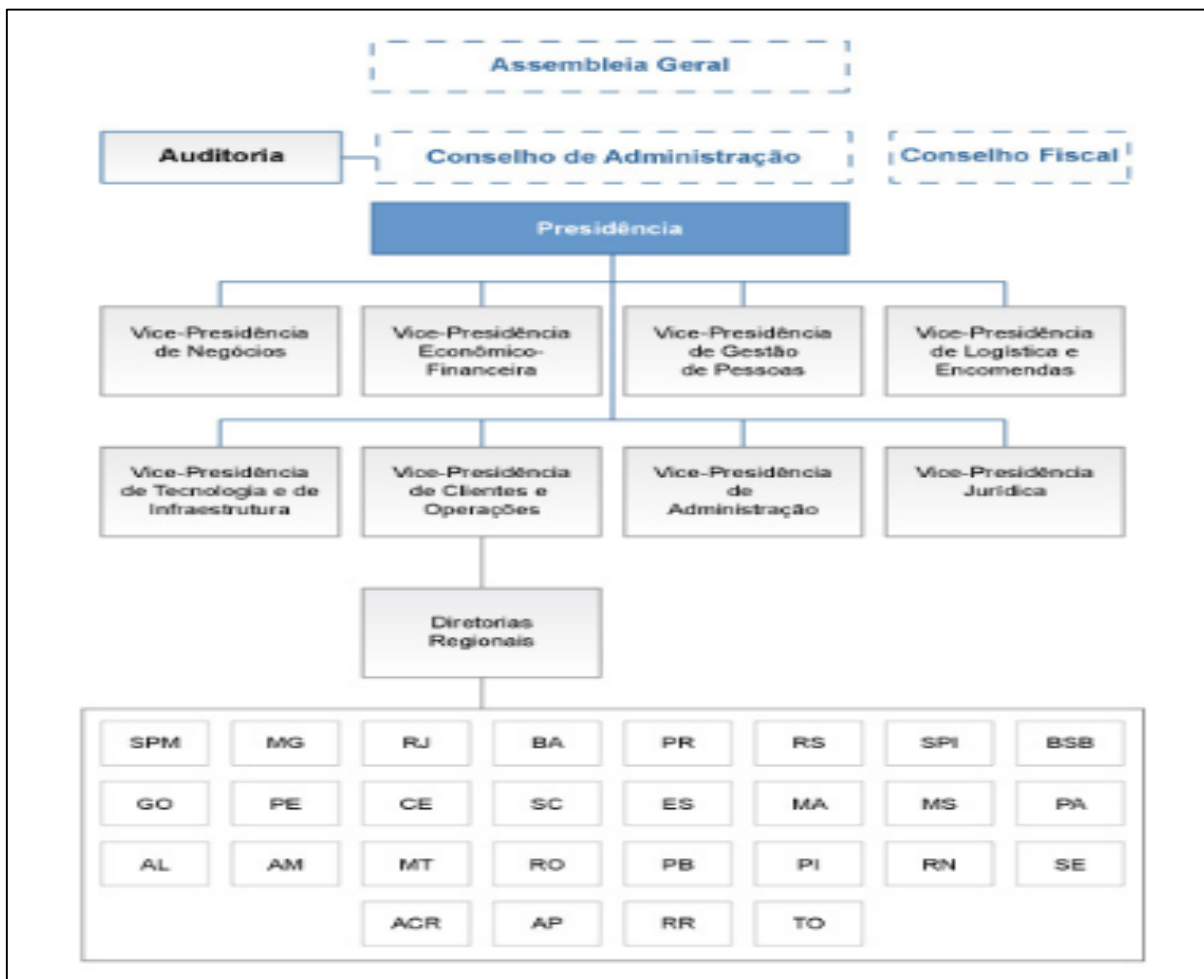 Assembleia Geral
Auditoria
Conselho de Administração
Conselho Fiscal
Presidência
Vice-Presidência
de Negócios
Vice-Presidência
Econômico-
Financeira
Vice-Presidência
de Gestão
de Pessoas
Vice-Presidência
de Logística e
Encomendas
Vice-Presidência
de Tecnologia e de
Infraestrutura
Vice-Presidência
de Clientes e
Operações
Vice-Presidência
de
Administração
Vice-Presidência
Jurídica
Diretorias
Regionais
SPM MG RJ BA PR RS SPI BSB
GO PE CE SC ES MA MS PA
AL AM MT RO PB PI RN SE
ACR AP RR TO